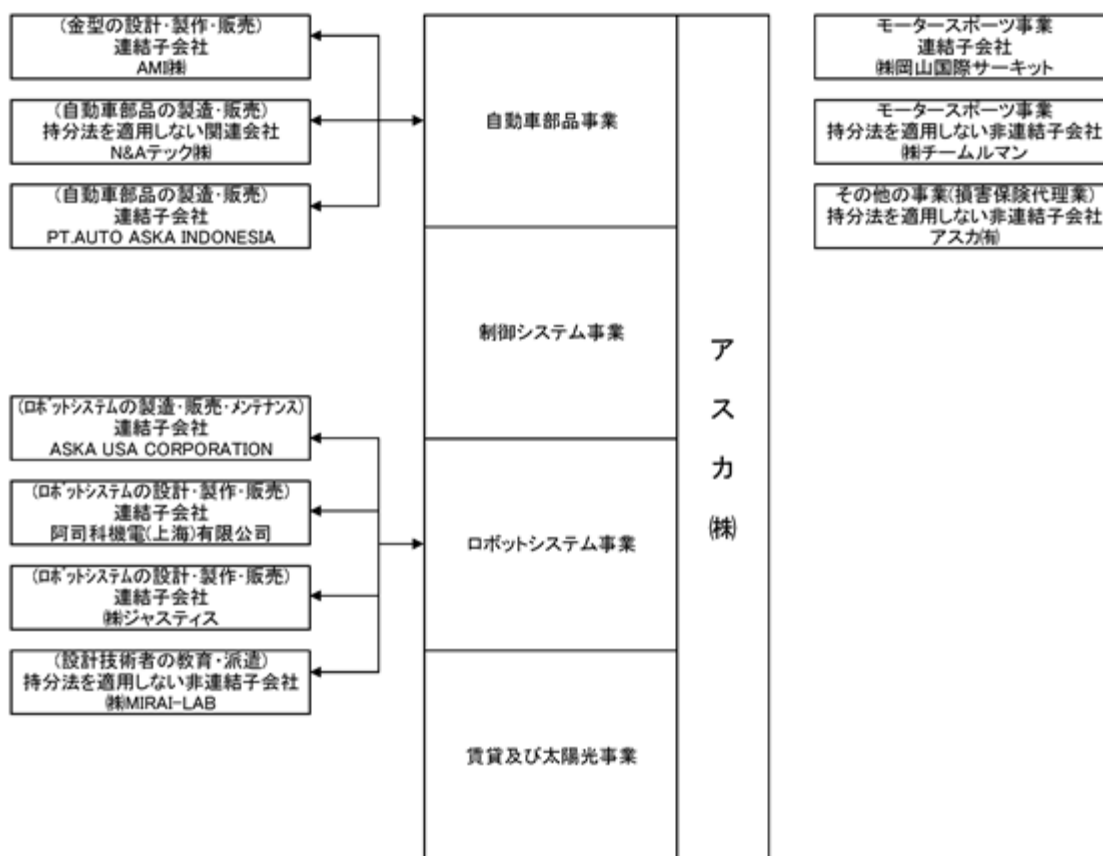 (金型の設計・製作・販売)
連結子会社
AMI㈱
(自動車部品の製造・販売)
持分法を適用しない関連会社
N&Aテック㈱
(自動車部品の製造・販売)
連結子会社
PT.AUTO ASKA INDONESIA
(ロボットシステムの製造・販売・メンテナンス)
連結子会社
ASKA USA CORPORATION
(ロボットシステムの設計・製作・販売)
連結子会社
阿司科機電(上海)有限公司
(ロボットシステムの設計・製作・販売)
連結子会社
㈱ジャスティス
(設計技術者の教育・派遣)
持分法を適用しない非連結子会社
㈱MIRAI-LAB
自動車部品事業
制御システム事業
ロボットシステム事業
賃貸及び太陽光事業
アスカ㈱
モータースポーツ事業
連結子会社
㈱岡山国際サーキット
モータースポーツ事業
持分法を適用しない非連結子会社
㈱チームルマン
その他の事業(損害保険代理業)
持分法を適用しない非連結子会社
アスカ㈲